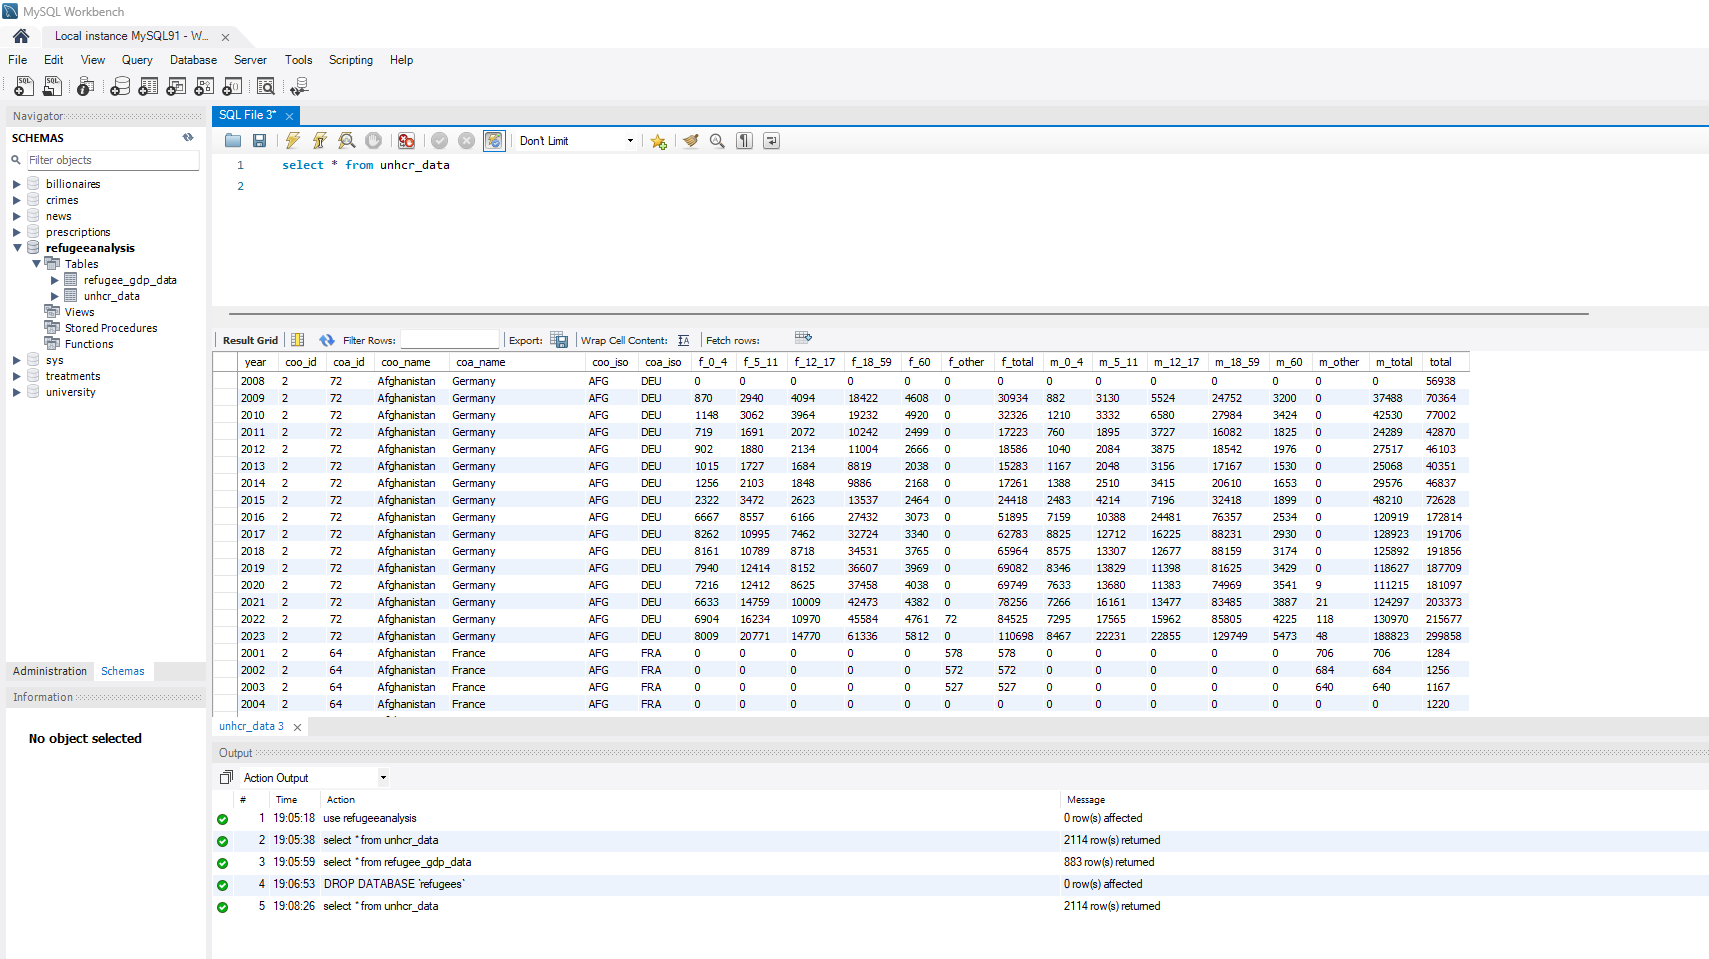 MySQL Workbench
Local instance MySQL91 - W...
File Edit View Query Database Server Tools Scripting Help
Navigator
SCHEMAS
Filter objects
billionaires
crimes
news
prescriptions
refugeeanalysis
Tables
refugee_gdp_data
unhcr_data
Views
Stored Procedures
Functions
sys
treatments
university
Administration Schemas
Information
No object selected
SQL File 3*
Don't Limit
1 select * from unhcr_data
2
Result Grid Filter Rows: Export: Wrap Cell Content: Fetch rows:
year coo_id coa_id coo_name coa_name coo_iso coa_iso f_0_4 f_5_11 f_12_17 f_18_59 f_60 f_other f_total m_0_4 m_5_11 m_12_17 m_18_59 m_60 m_other m_total total
2008 2 72 Afghanistan Germany AFG DEU 0 0 0 0 0 0 0 0 0 0 0 0 0 0 56938
2009 2 72 Afghanistan Germany AFG DEU 870 2940 4094 18422 4608 0 30934 882 3130 5524 24752 3200 0 37488 70364
2010 2 72 Afghanistan Germany AFG DEU 1148 3062 3964 19232 4920 0 32326 1210 3332 6580 27984 3424 0 42530 77002
2011 2 72 Afghanistan Germany AFG DEU 719 1691 2072 10242 2499 0 17223 760 1895 3727 16082 1825 0 24289 42870
2012 2 72 Afghanistan Germany AFG DEU 902 1880 2134 11004 2666 0 18586 1040 2084 3875 18542 1976 0 27517 46103
2013 2 72 Afghanistan Germany AFG DEU 1015 1727 1684 8819 2038 0 15283 1167 2048 3156 17167 1530 0 25068 40351
2014 2 72 Afghanistan Germany AFG DEU 1256 2103 1848 9886 2168 0 17261 1388 2510 3415 20610 1653 0 29576 46837
2015 2 72 Afghanistan Germany AFG DEU 2322 3472 2623 13537 2464 0 24418 2483 4214 7196 32418 1899 0 48210 72628
2016 2 72 Afghanistan Germany AFG DEU 6667 8557 6166 27432 3073 0 51895 7159 10388 24481 76357 2534 0 120919 172814
2017 2 72 Afghanistan Germany AFG DEU 8262 10995 7462 32724 3340 0 62783 8825 12712 16225 88231 2930 0 128923 191706
2018 2 72 Afghanistan Germany AFG DEU 8161 10789 8718 34531 3765 0 65964 8575 13307 12677 88159 3174 0 125892 191856
2019 2 72 Afghanistan Germany AFG DEU 7940 12414 8152 36607 3969 0 69082 8346 13829 11398 81625 3429 0 118627 187709
2020 2 72 Afghanistan Germany AFG DEU 7216 12412 8625 37458 4038 0 69749 7633 13680 11383 74969 3541 9 111215 181097
2021 2 72 Afghanistan Germany AFG DEU 6633 14759 10009 42473 4382 0 78256 7266 16161 13477 83485 3887 21 124297 203373
2022 2 72 Afghanistan Germany AFG DEU 6904 16234 10970 45584 4761 72 84525 7295 17565 15962 85805 4225 118 130970 215677
2023 2 72 Afghanistan Germany AFG DEU 8009 20771 14770 61336 5812 0 110698 8467 22231 22855 129749 5473 48 188823 299858
2001 2 64 Afghanistan France AFG FRA 0 0 0 0 0 578 578 0 0 0 0 0 706 706 1284
2002 2 64 Afghanistan France AFG FRA 0 0 0 0 0 572 572 0 0 0 0 0 684 684 1256
2003 2 64 Afghanistan France AFG FRA 0 0 0 0 0 527 527 0 0 0 0 0 640 640 1167
2004 2 64 Afghanistan France AFG FRA 0 0 0 0 0 0 0 0 0 0 0 0 0 0 1220
unhcr_data 3
Output
Action Output
# Time Action Message
1 19:05:18 use refugeeanalysis 0 row(s) affected
2 19:05:38 select * from unhcr_data 2114 row(s) returned
3 19:05:59 select * from refugee_gdp_data 883 row(s) returned
4 19:06:53 DROP DATABASE `refugees` 0 row(s) affected
5 19:08:26 select * from unhcr_data 2114 row(s) returned